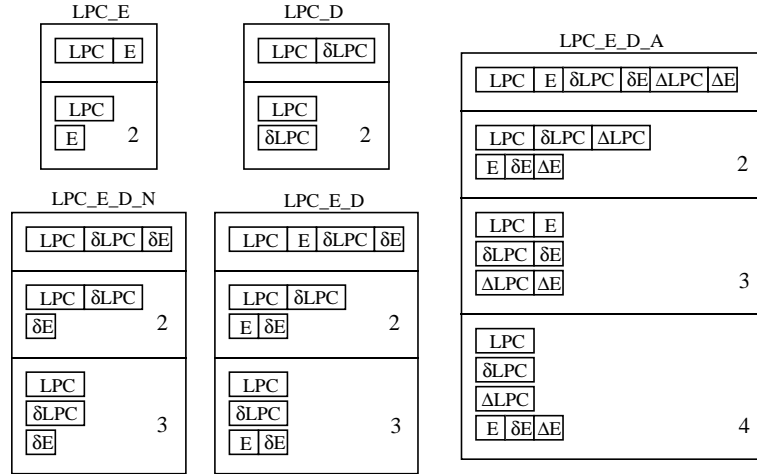 LPC_E
LPC E
LPC
E 2
LPC_D
LPC δLPC
LPC
δLPC 2
LPC_E_D_A
LPC E δLPC δE ΔLPC ΔE
LPC δLPC ΔLPC
E δE ΔE 2
LPC E
δLPC δE
ΔLPC ΔE 3
LPC
δLPC
ΔLPC
E δE ΔE 4
LPC_E_D_N
LPC δLPC δE
LPC δLPC
δE 2
LPC
δLPC
δE 3
LPC_E_D
LPC E δLPC δE
LPC δLPC
E δE 2
LPC
δLPC
E δE 3